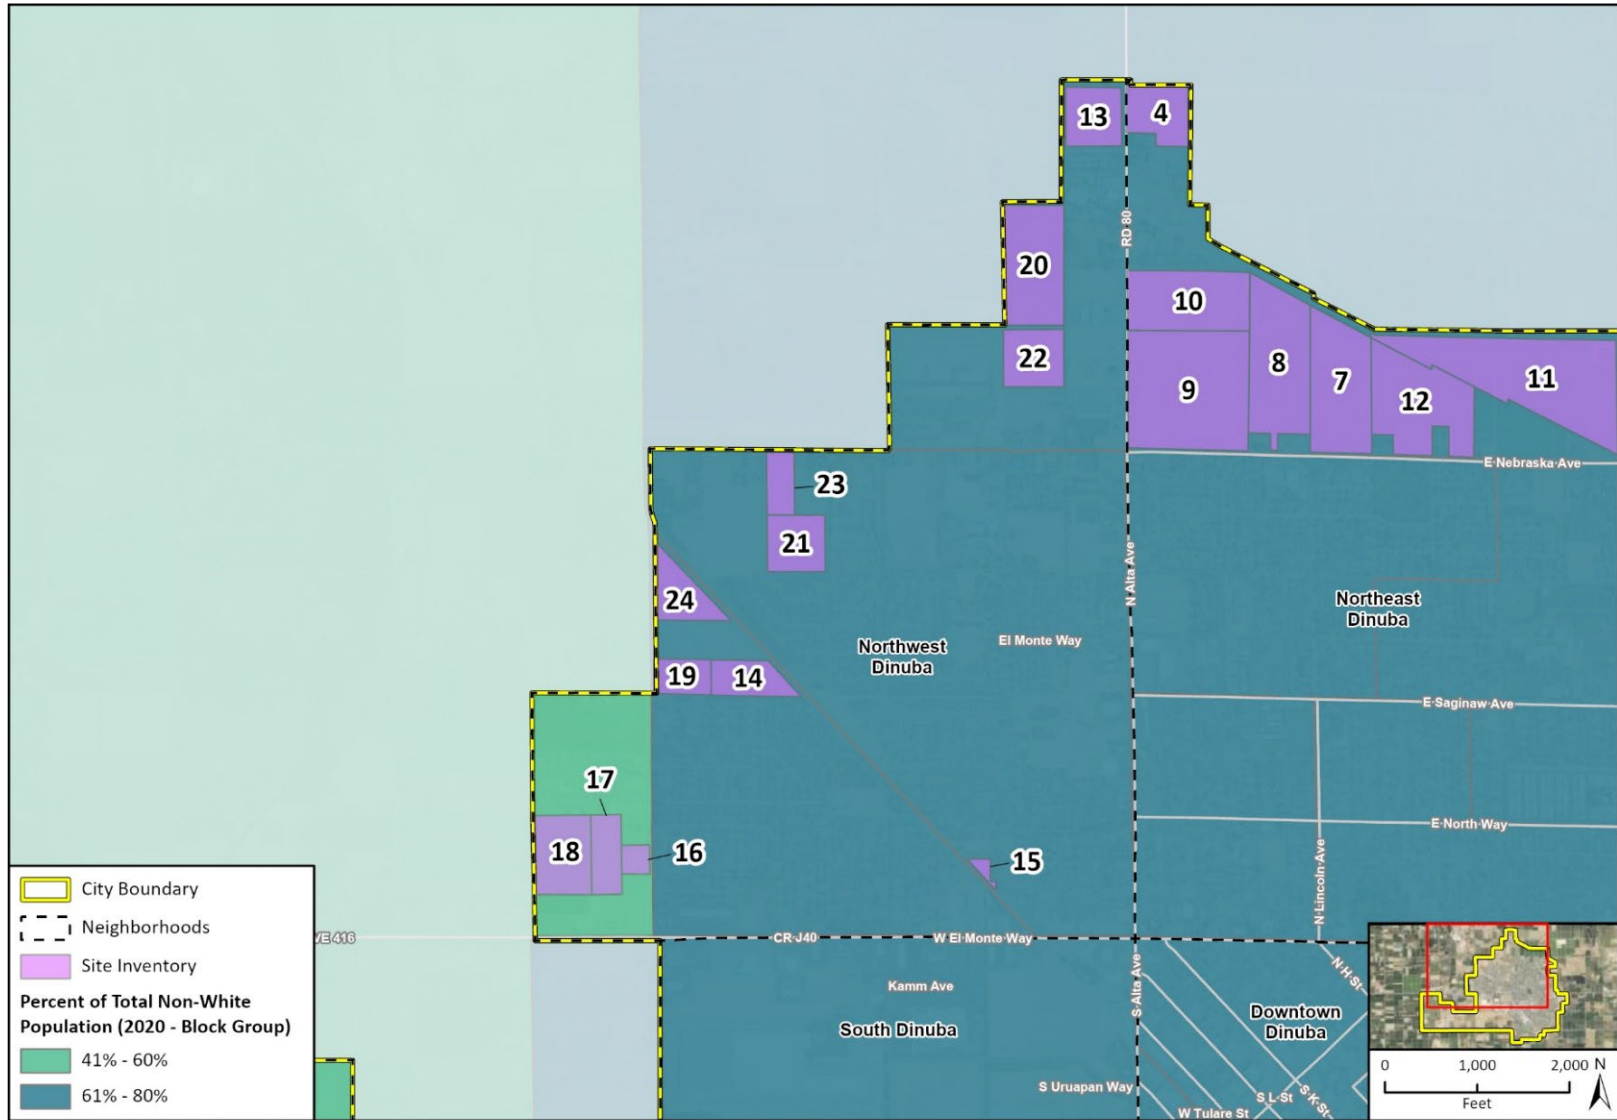 13
4
RD 80
20
10
22
8
7
9
12
11
E Nebraska Ave
23
21
N Alta Ave
24
Northeast
Dinuba
El Monte Way
Northwest
Dinuba
19
14
E Saginaw Ave
17
18
16
15
E North Way
N Lincoln Ave
VE 416
CR J40
W El Monte Way
N H St
Kamm Ave
S Alta Ave
South Dinuba
Downtown
Dinuba
S Uruapan Way
S L St
S K St
W Tulare St
City Boundary
Neighborhoods
Site Inventory
Percent of Total Non-White
Population (2020 - Block Group)
41% - 60%
61% - 80%
0 1,000 2,000 N
Feet